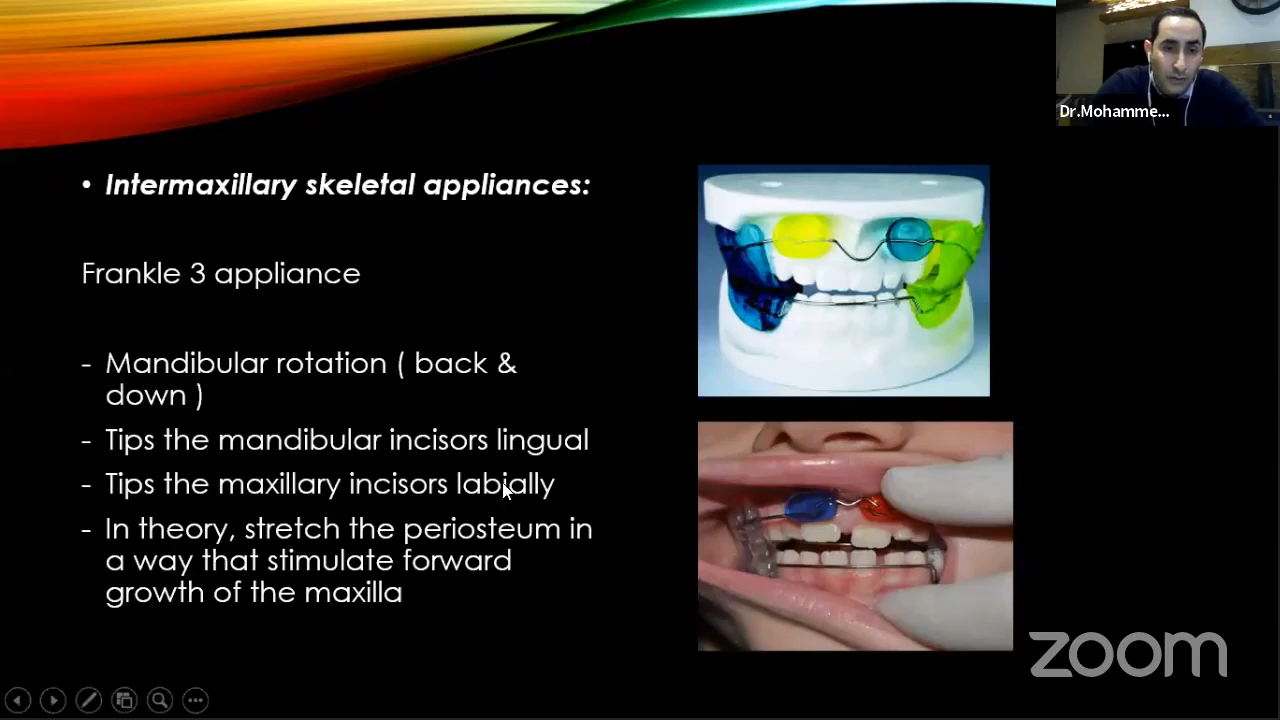 Dr.Mohamme...
• Intermaxillary skeletal appliances:
Frankle 3 appliance
- Mandibular rotation ( back &
down )
- Tips the mandibular incisors lingual
- Tips the maxillary incisors labially
- In theory, stretch the periosteum in
a way that stimulate forward
growth of the maxilla
zoom